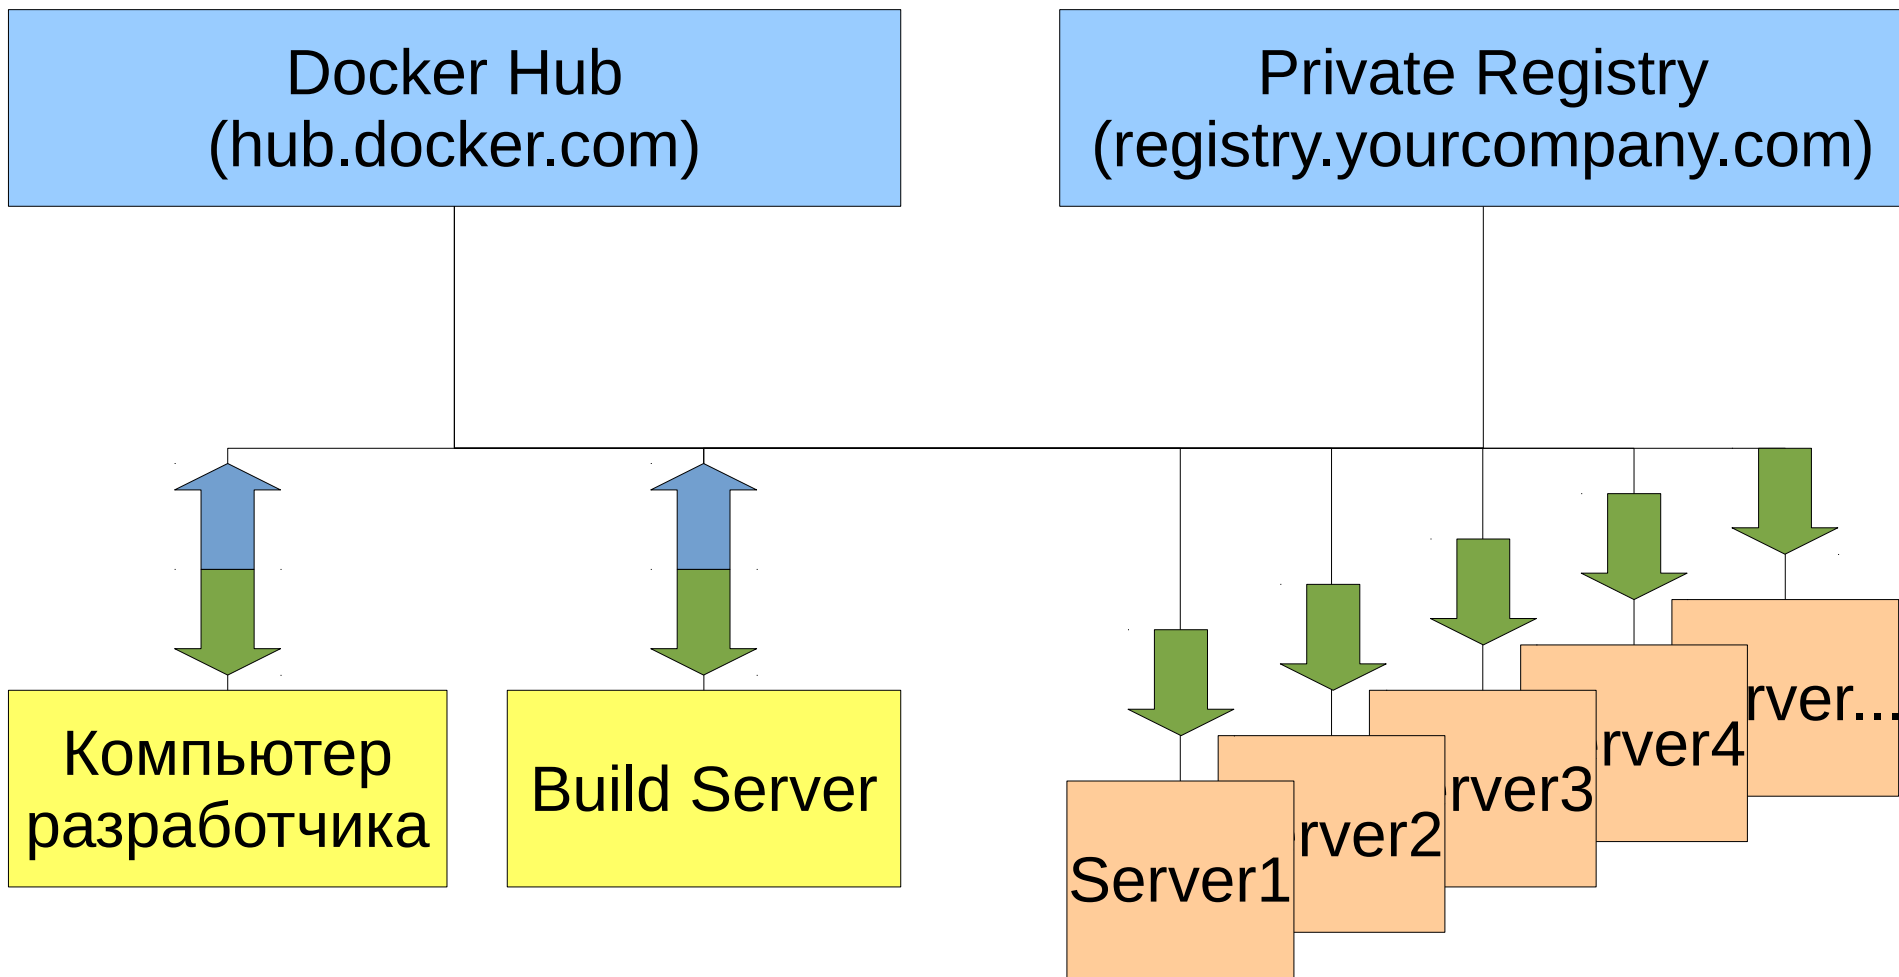 Docker Hub
(hub.docker.com)
Private Registry
(registry.yourcompany.com)
Компьютер
разработчика
Build Server
Server1
rver2
rver3
rver4
rver...